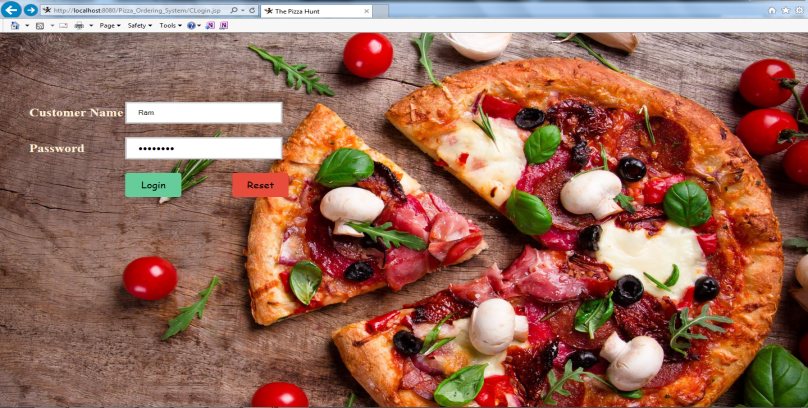 http://localhost:8080/Pizza_Ordering_System/CLogin.jsp
The Pizza Hunt
Page Safety Tools
Customer Name Ram
Password ••••••••
Login Reset